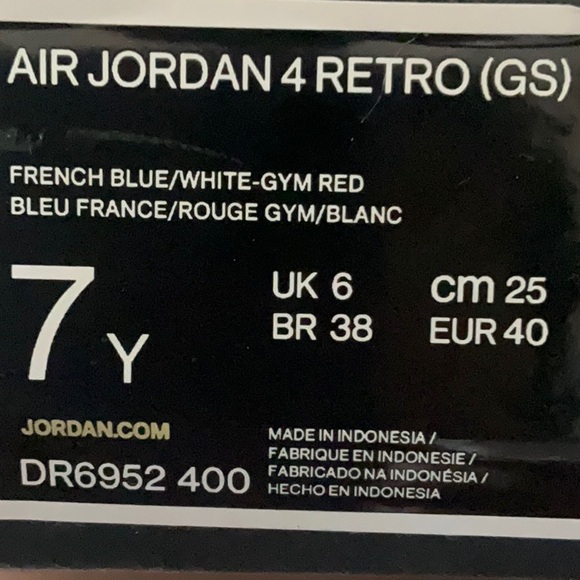 AIR JORDAN 4 RETRO (GS)
FRENCH BLUE/WHITE-GYM RED
BLEU FRANCE/ROUGE GYM/BLANC
7 Y
UK 6 cm 25
BR 38 EUR 40
JORDAN.COM
DR6952 400
MADE IN INDONESIA /
FABRIQUE EN INDONESIE /
FABRICADO NA INDONÉSIA /
HECHO EN INDONESIA